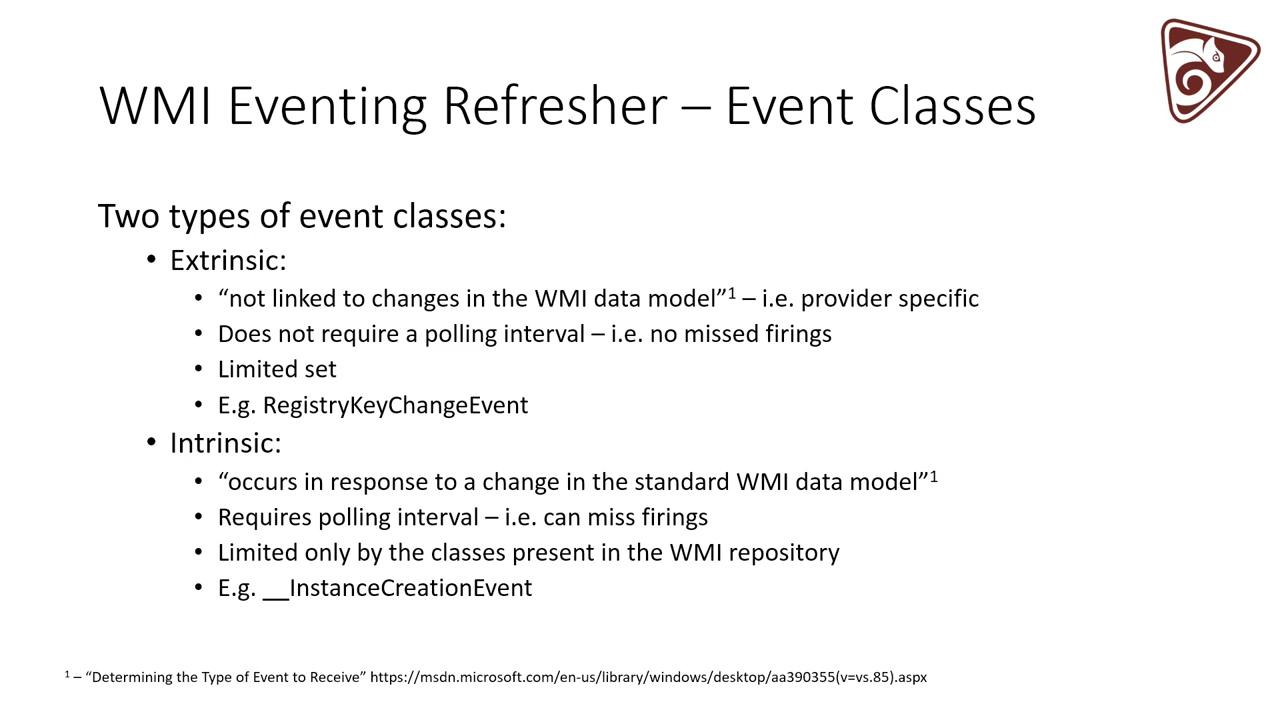 WMI Eventing Refresher – Event Classes
Two types of event classes:
• Extrinsic:
• “not linked to changes in the WMI data model”¹ – i.e. provider specific
• Does not require a polling interval – i.e. no missed firings
• Limited set
• E.g. RegistryKeyChangeEvent
• Intrinsic:
• “occurs in response to a change in the standard WMI data model”¹
• Requires polling interval – i.e. can miss firings
• Limited only by the classes present in the WMI repository
• E.g. __InstanceCreationEvent
¹ – “Determining the Type of Event to Receive” https://msdn.microsoft.com/en-us/library/windows/desktop/aa390355(v=vs.85).aspx